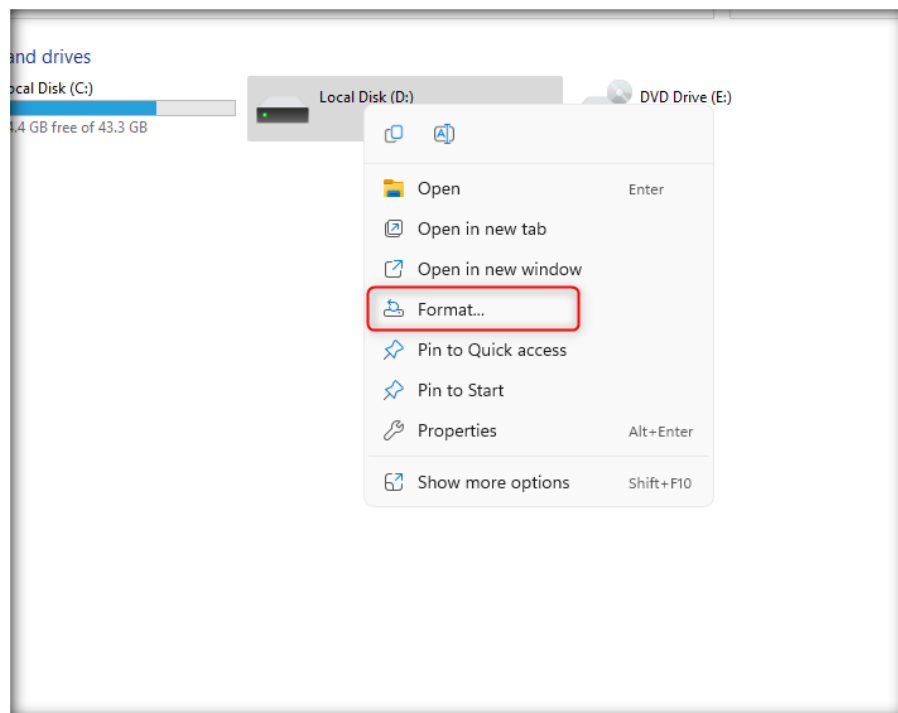 and drives
ocal Disk (C:)
Local Disk (D:)
DVD Drive (E:)
.4 GB free of 43.3 GB
Open Enter
Open in new tab
Open in new window
Format...
Pin to Quick access
Pin to Start
Properties Alt+Enter
Show more options Shift+F10